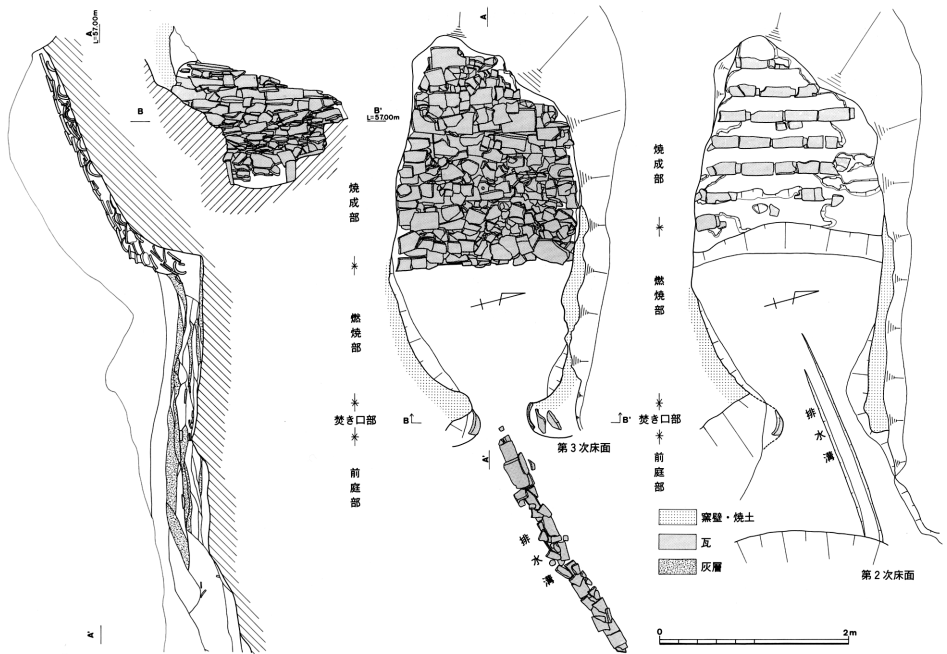 A
L=57.00m
B
B'
L=57.00m
A
焼成部
燃焼部
焚き口部
前庭部
B
B'
第3次床面
A'
排水溝
A'
焼成部
燃焼部
焚き口部
前庭部
排水溝
窯壁・焼土
瓦
灰層
第2次床面
0
2m